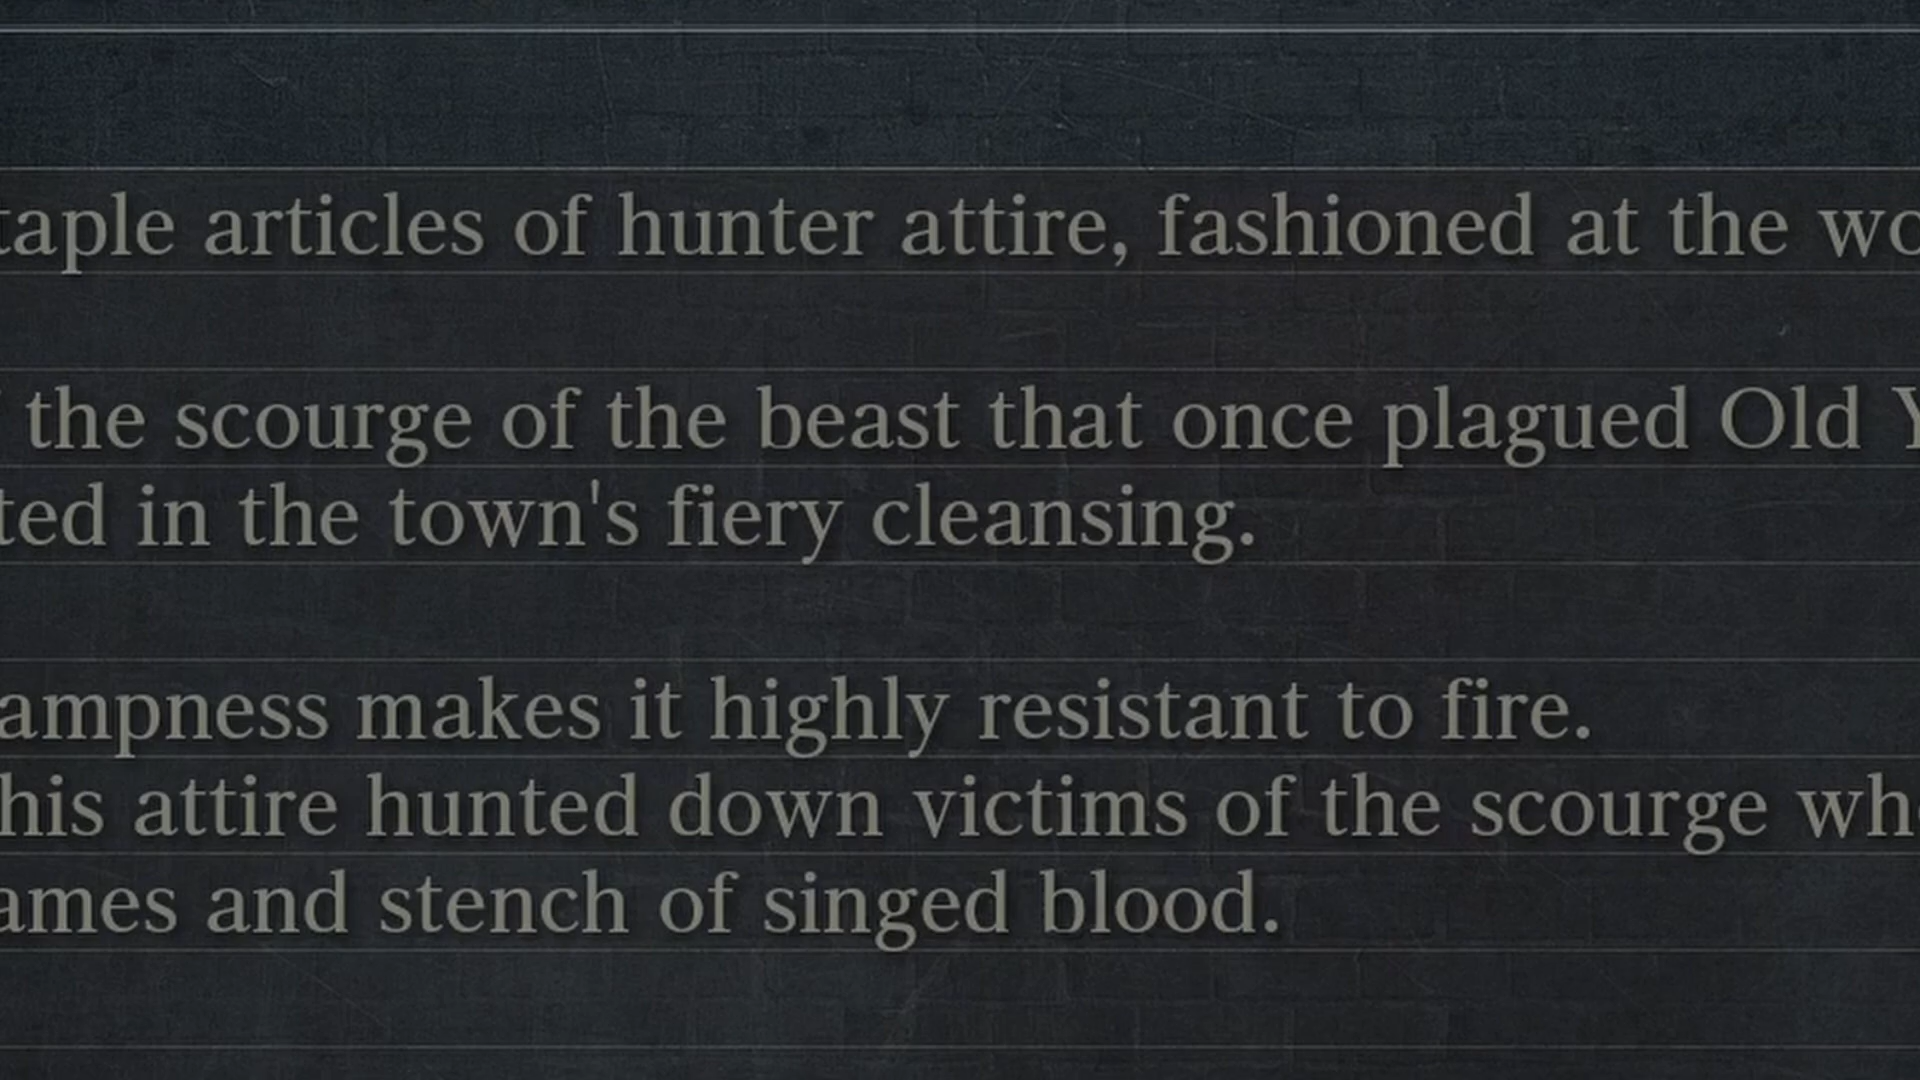 taple articles of hunter attire, fashioned at the wo
the scourge of the beast that once plagued Old Y
ted in the town's fiery cleansing.
ampness makes it highly resistant to fire.
his attire hunted down victims of the scourge who
ames and stench of singed blood.